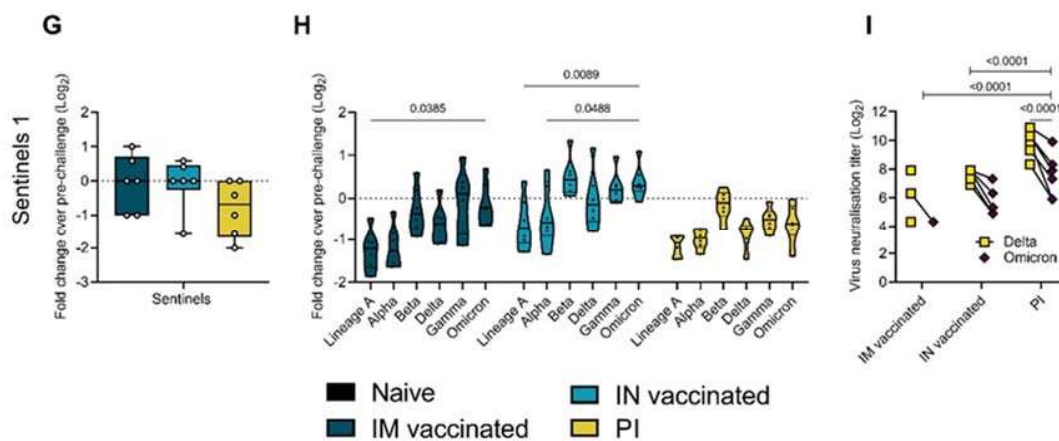 G
H
I
Sentinels 1
Fold change over pre-challenge (Log2)
2
1
0
-1
-2
-3
Sentinels
Fold change over pre-challenge (Log2)
2
1
0
-1
-2
0.0385
0.0089
0.0488
Lineage A
Alpha
Beta
Delta
Gamma
Omicron
Lineage A
Alpha
Beta
Delta
Gamma
Omicron
Lineage A
Alpha
Beta
Delta
Gamma
Omicron
Virus neuralisation titer (Log2)
12
10
8
6
4
2
0
<0.0001
<0.0001
<0.0001
Delta
Omicron
IM vaccinated
IN vaccinated
PI
Naive
IM vaccinated
IN vaccinated
PI